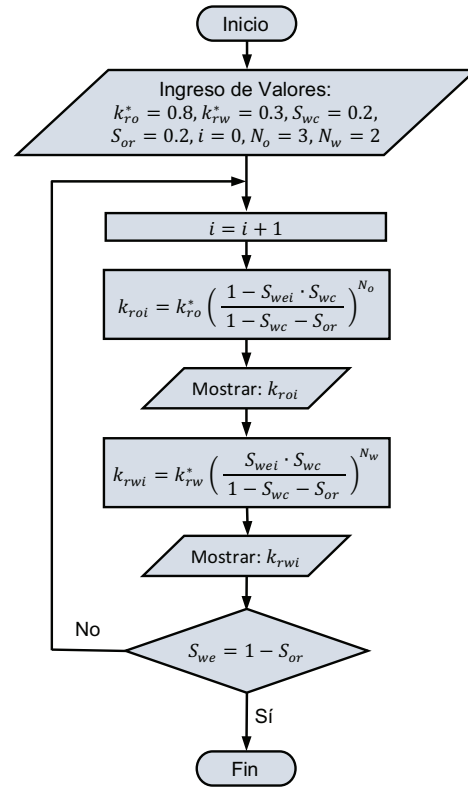 Inicio
Ingreso de Valores:
k*ro = 0.8, k*rw = 0.3, Swc = 0.2,
Sor = 0.2, i = 0, No = 3, Nw = 2
i = i + 1
kroi = k*ro ( (1 − Swei · Swc) / (1 − Swc − Sor) )^No
Mostrar: kroi
krwi = k*rw ( (Swei · Swc) / (1 − Swc − Sor) )^Nw
Mostrar: krwi
No
Swe = 1 − Sor
Sí
Fin